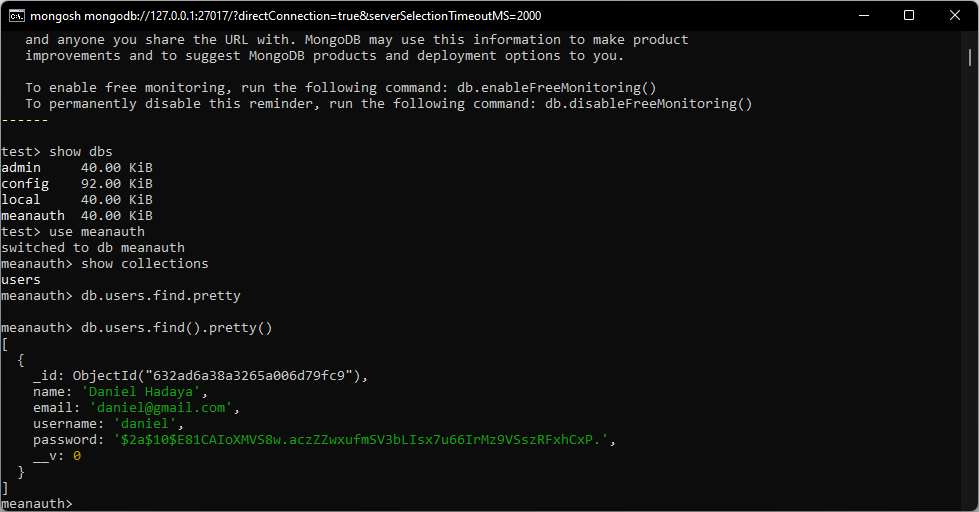 mongosh mongodb://127.0.0.1:27017/?directConnection=true&serverSelectionTimeoutMS=2000
and anyone you share the URL with. MongoDB may use this information to make product
improvements and to suggest MongoDB products and deployment options to you.
To enable free monitoring, run the following command: db.enableFreeMonitoring()
To permanently disable this reminder, run the following command: db.disableFreeMonitoring()
------
test> show dbs
admin     40.00 KiB
config    92.00 KiB
local     40.00 KiB
meanauth  40.00 KiB
test> use meanauth
switched to db meanauth
meanauth> show collections
users
meanauth> db.users.find.pretty
meanauth> db.users.find().pretty()
[
  {
    _id: ObjectId("632ad6a38a3265a006d79fc9"),
    name: 'Daniel Hadaya',
    email: 'daniel@gmail.com',
    username: 'daniel',
    password: '$2a$10$E81CAIoXMVS8w.aczZZwxufmSV3bLIsx7u66IrMz9VSszRFxhCxP.',
    __v: 0
  }
]
meanauth>